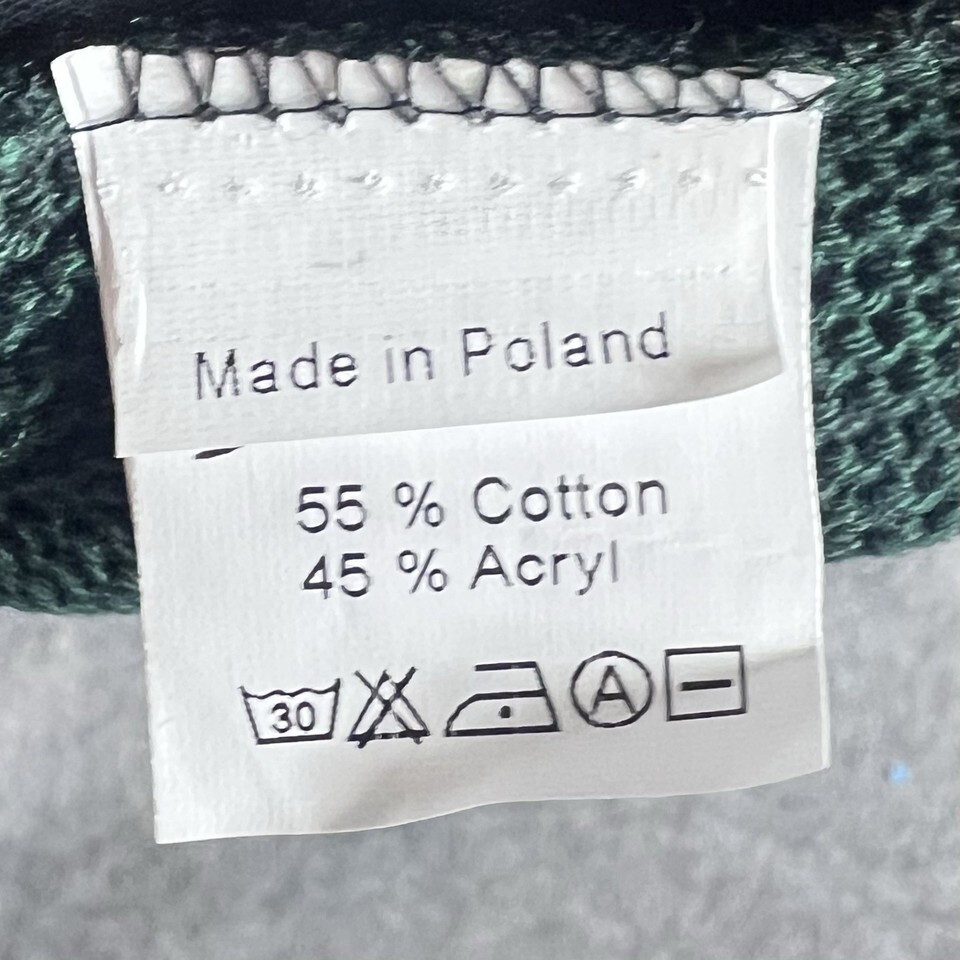 Made in Poland
55 % Cotton
45 % Acryl
30 A